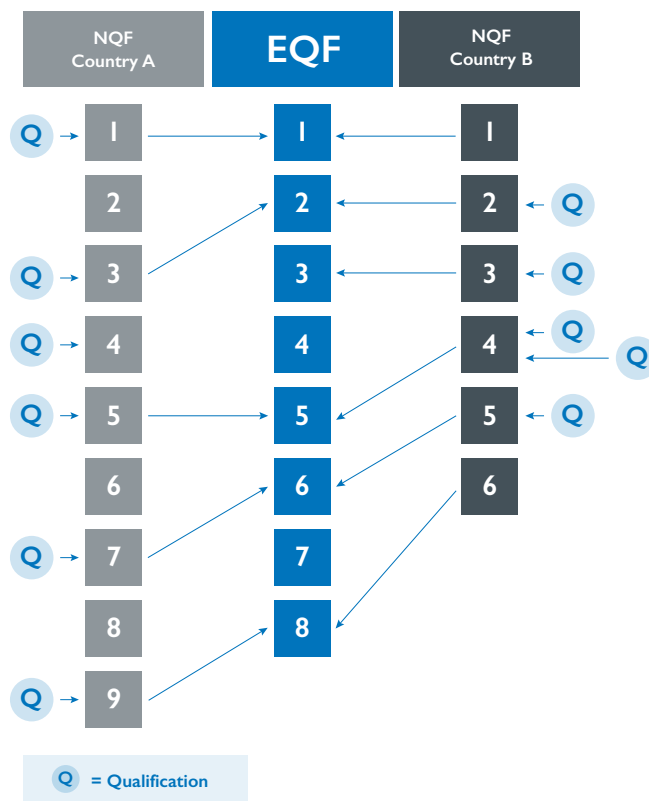 NQF
Country A
EQF
NQF
Country B
Q 1 1 1
2 2 2 Q
Q 3 3 3 Q
Q 4 4 4 Q
Q
Q 5 5 5 Q
6 6 6
Q 7 7
8 8
Q 9
Q = Qualification